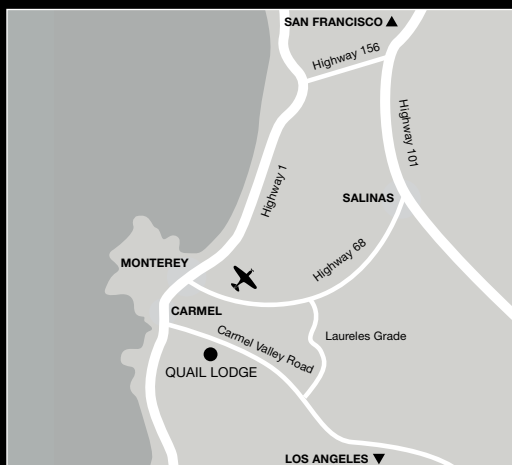 SAN FRANCISCO ▲
Highway 156
Highway 101
Highway 1
SALINAS
Highway 68
MONTEREY
CARMEL
Laureles Grade
Carmel Valley Road
QUAIL LODGE
LOS ANGELES ▼